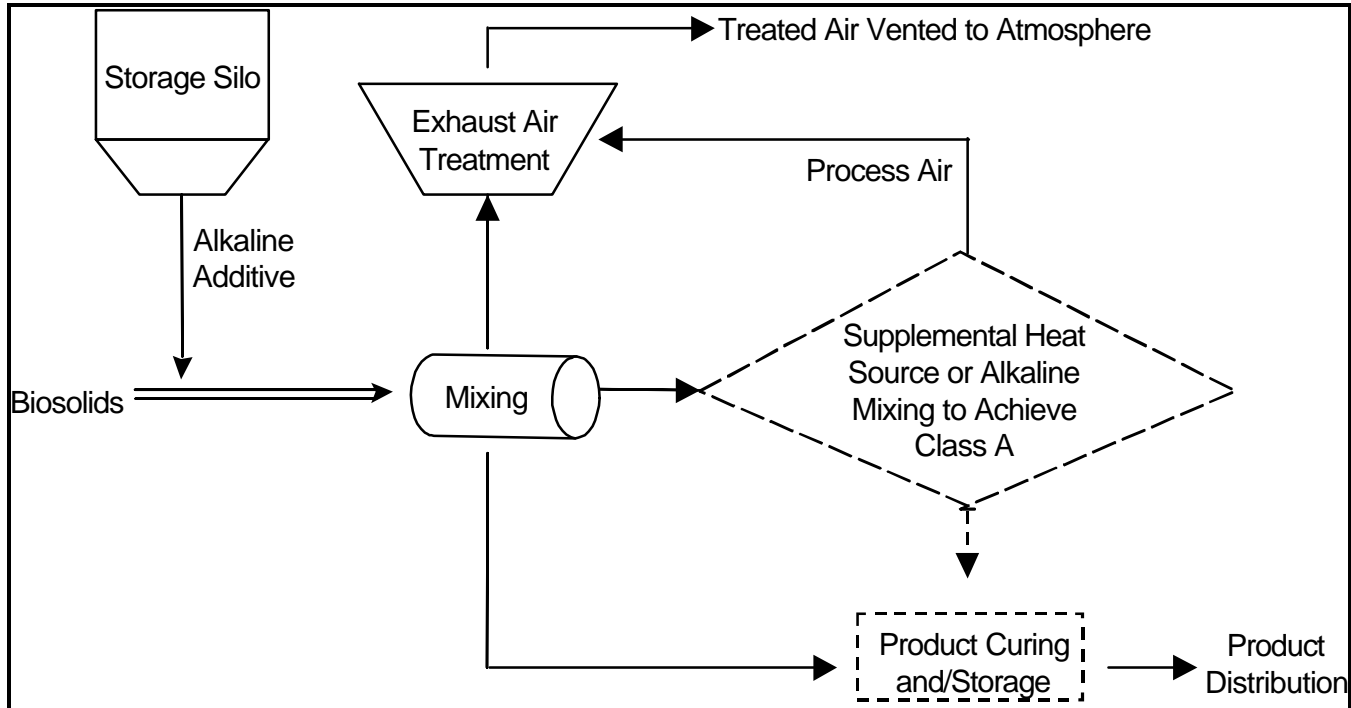 Storage Silo
Treated Air Vented to Atmosphere
Exhaust Air
Treatment
Process Air
Alkaline
Additive
Biosolids
Mixing
Supplemental Heat
Source or Alkaline
Mixing to Achieve
Class A
Product Curing
and/Storage
Product
Distribution